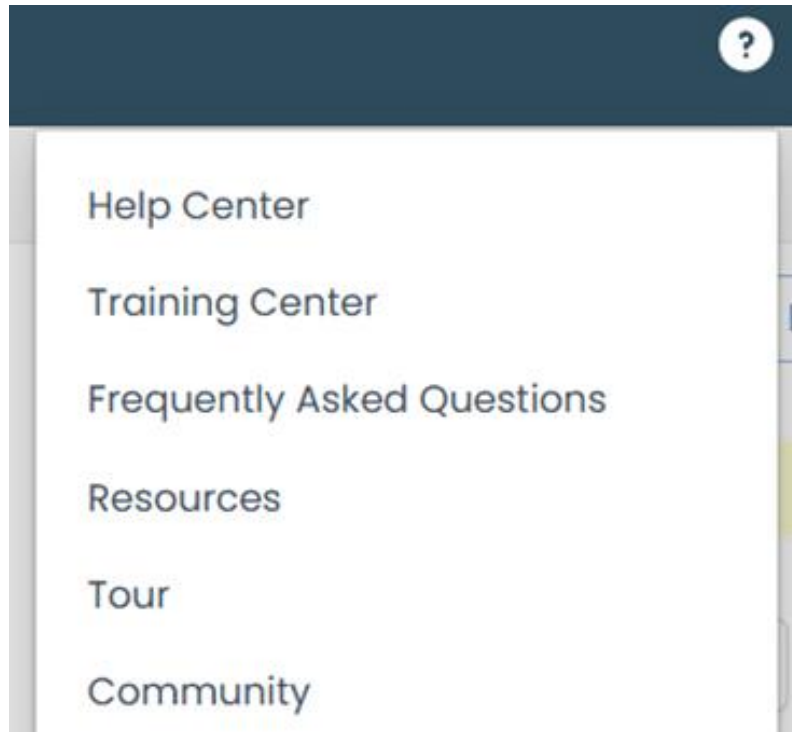 ?
Help Center
Training Center
Frequently Asked Questions
Resources
Tour
Community